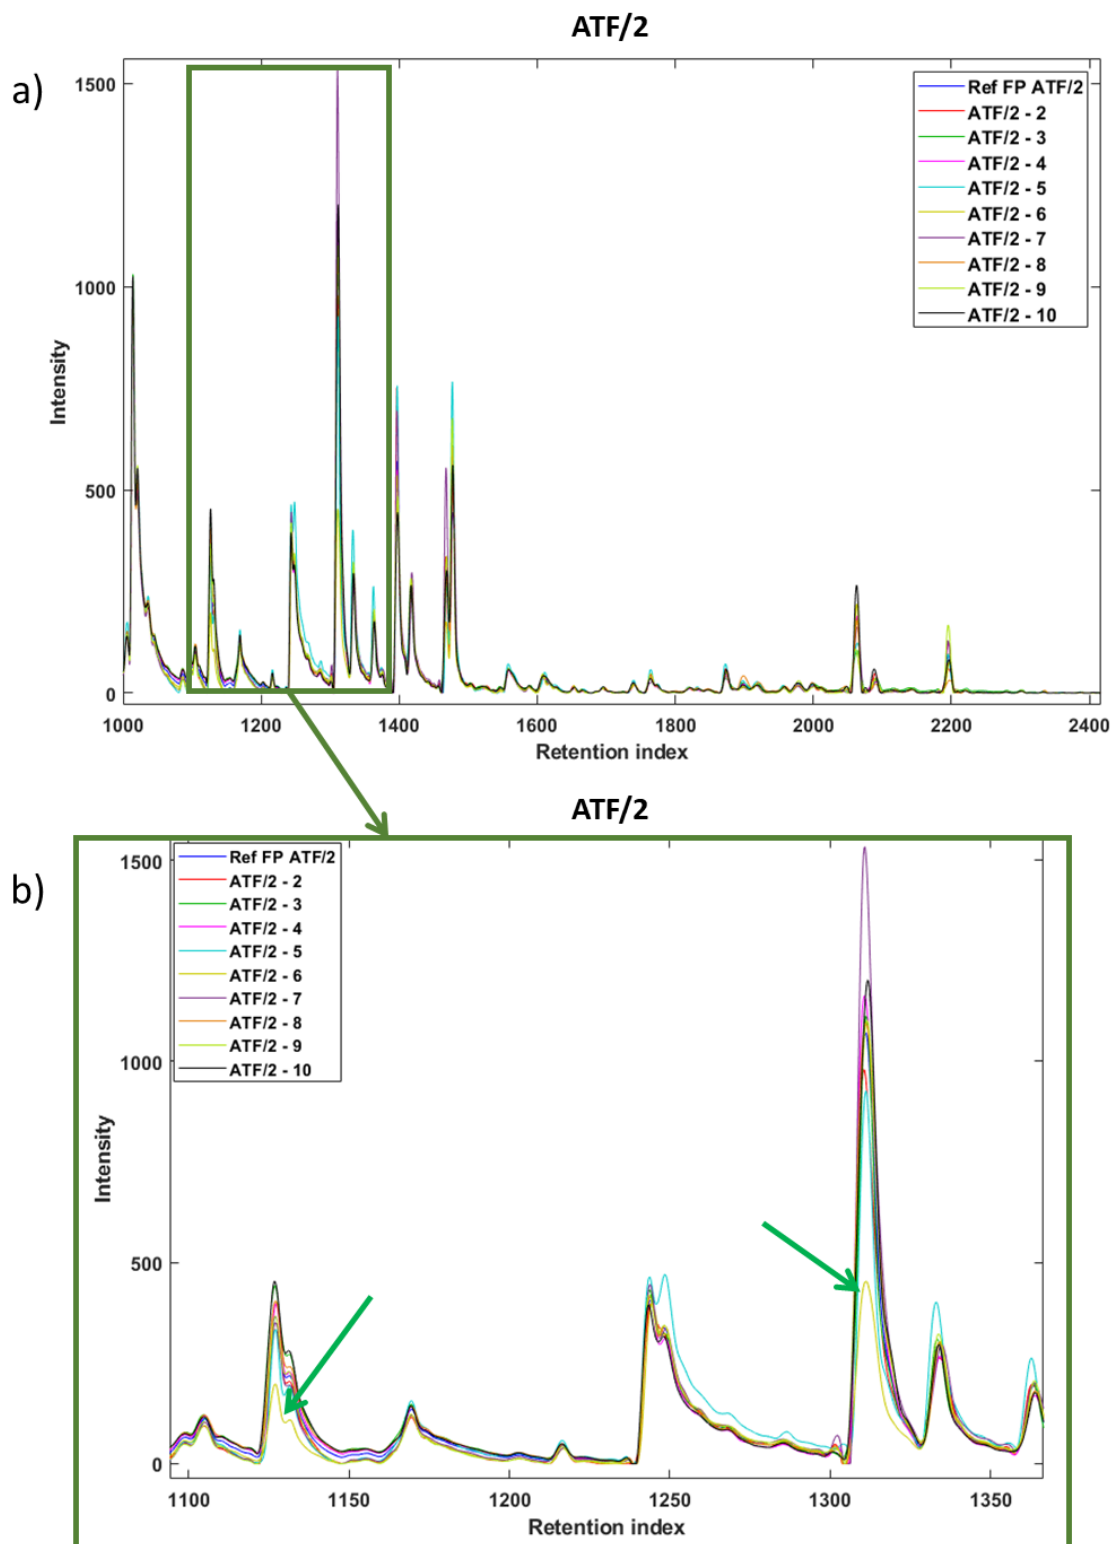 ATF/2
a)
1500
1000
500
0
Intensity
Ref FP ATF/2
ATF/2 - 2
ATF/2 - 3
ATF/2 - 4
ATF/2 - 5
ATF/2 - 6
ATF/2 - 7
ATF/2 - 8
ATF/2 - 9
ATF/2 - 10
1000 1200 1400 1600 1800 2000 2200 2400
Retention index
ATF/2
b)
1500
1000
500
0
Intensity
Ref FP ATF/2
ATF/2 - 2
ATF/2 - 3
ATF/2 - 4
ATF/2 - 5
ATF/2 - 6
ATF/2 - 7
ATF/2 - 8
ATF/2 - 9
ATF/2 - 10
1100 1150 1200 1250 1300 1350
Retention index